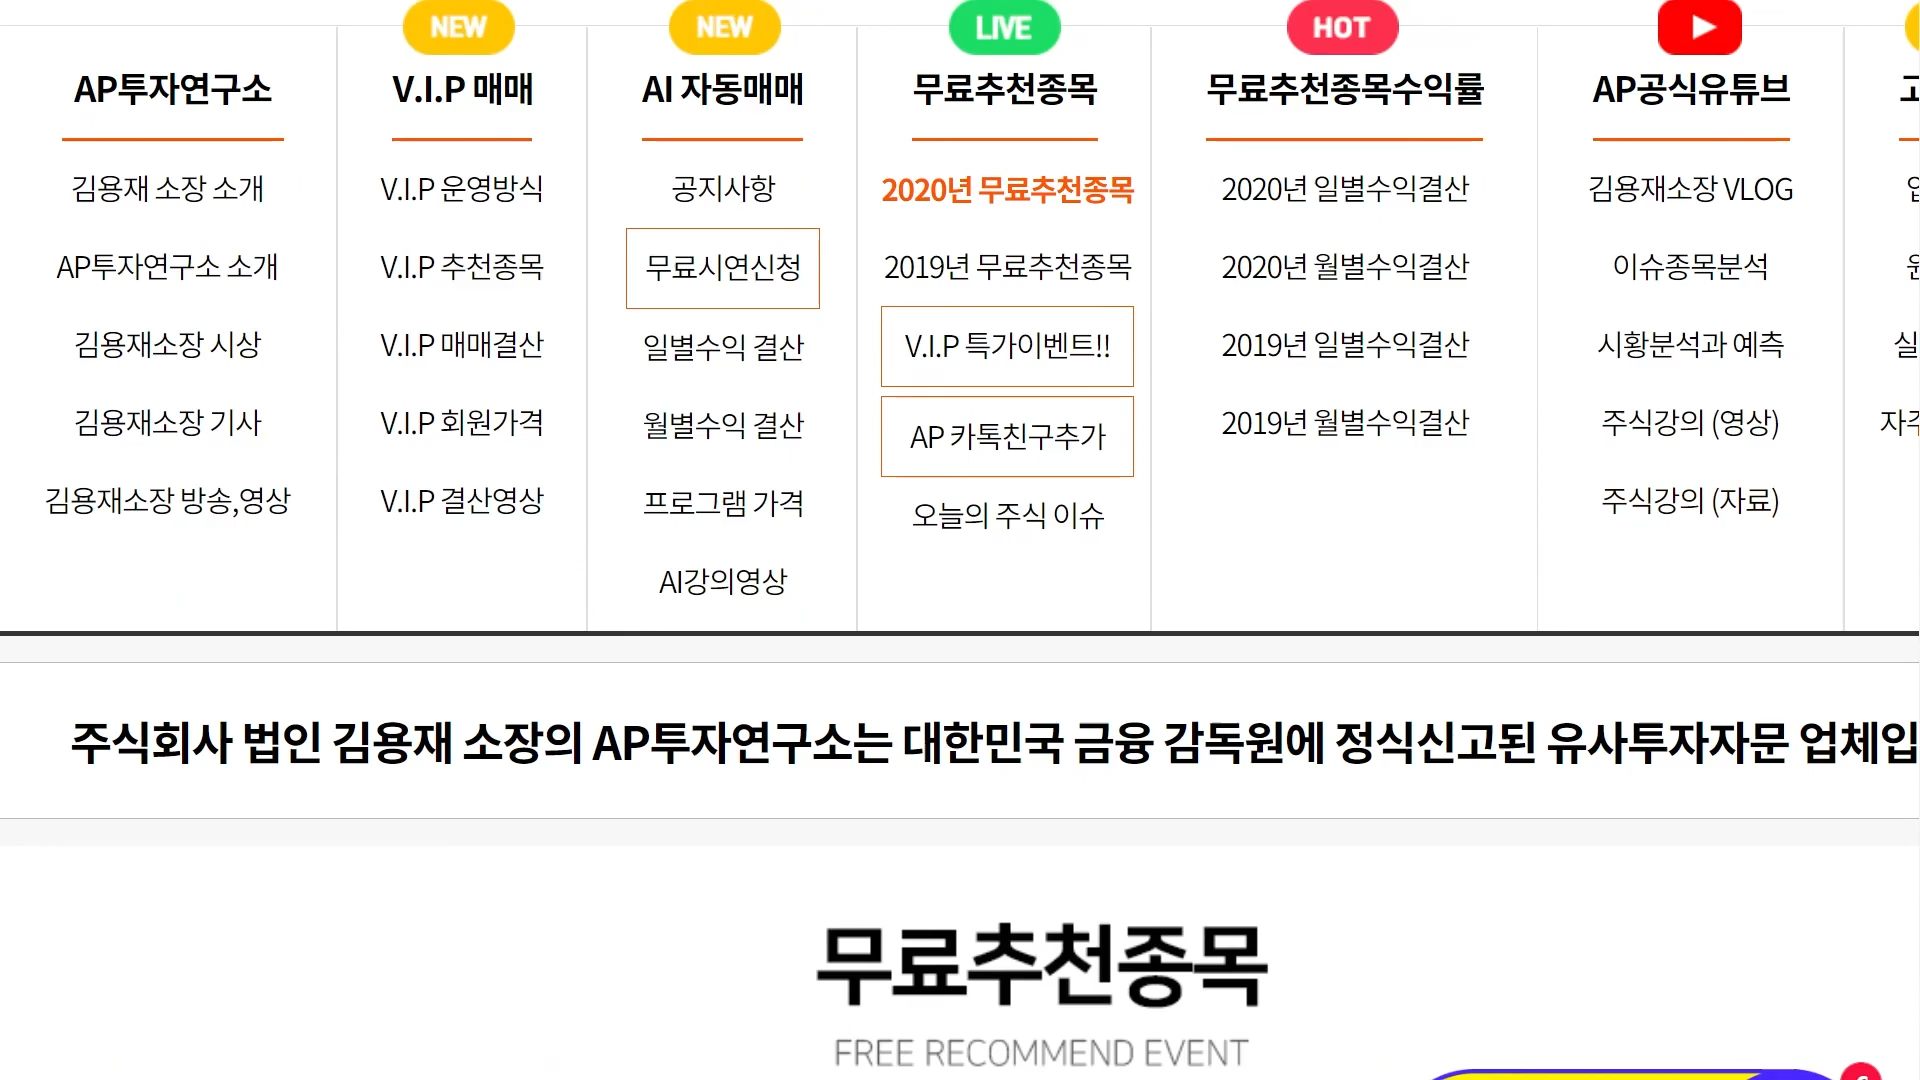 NEW
NEW
LIVE
HOT
AP투자연구소
V.I.P 매매
AI 자동매매
무료추천종목
무료추천종목수익률
AP공식유튜브
김용재 소장 소개
AP투자연구소 소개
김용재소장 시상
김용재소장 기사
김용재소장 방송,영상
V.I.P 운영방식
V.I.P 추천종목
V.I.P 매매결산
V.I.P 회원가격
V.I.P 결산영상
공지사항
무료시연신청
일별수익 결산
월별수익 결산
프로그램 가격
AI강의영상
2020년 무료추천종목
2019년 무료추천종목
V.I.P 특가이벤트!!
AP 카톡친구추가
오늘의 주식 이슈
2020년 일별수익결산
2020년 월별수익결산
2019년 일별수익결산
2019년 월별수익결산
김용재소장 VLOG
이슈종목분석
시황분석과 예측
주식강의 (영상)
주식강의 (자료)
주식회사 법인 김용재 소장의 AP투자연구소는 대한민국 금융 감독원에 정식신고된 유사투자자문 업체입
무료추천종목
FREE RECOMMEND EVENT